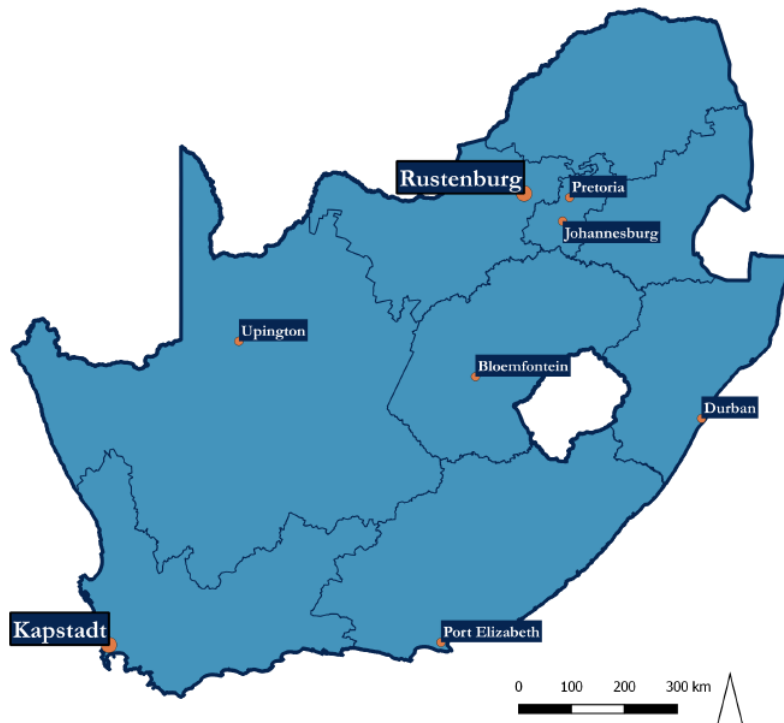 Rustenburg
Pretoria
Johannesburg
Upington
Bloemfontein
Durban
Kapstadt
Port Elizabeth
0 100 200 300 km